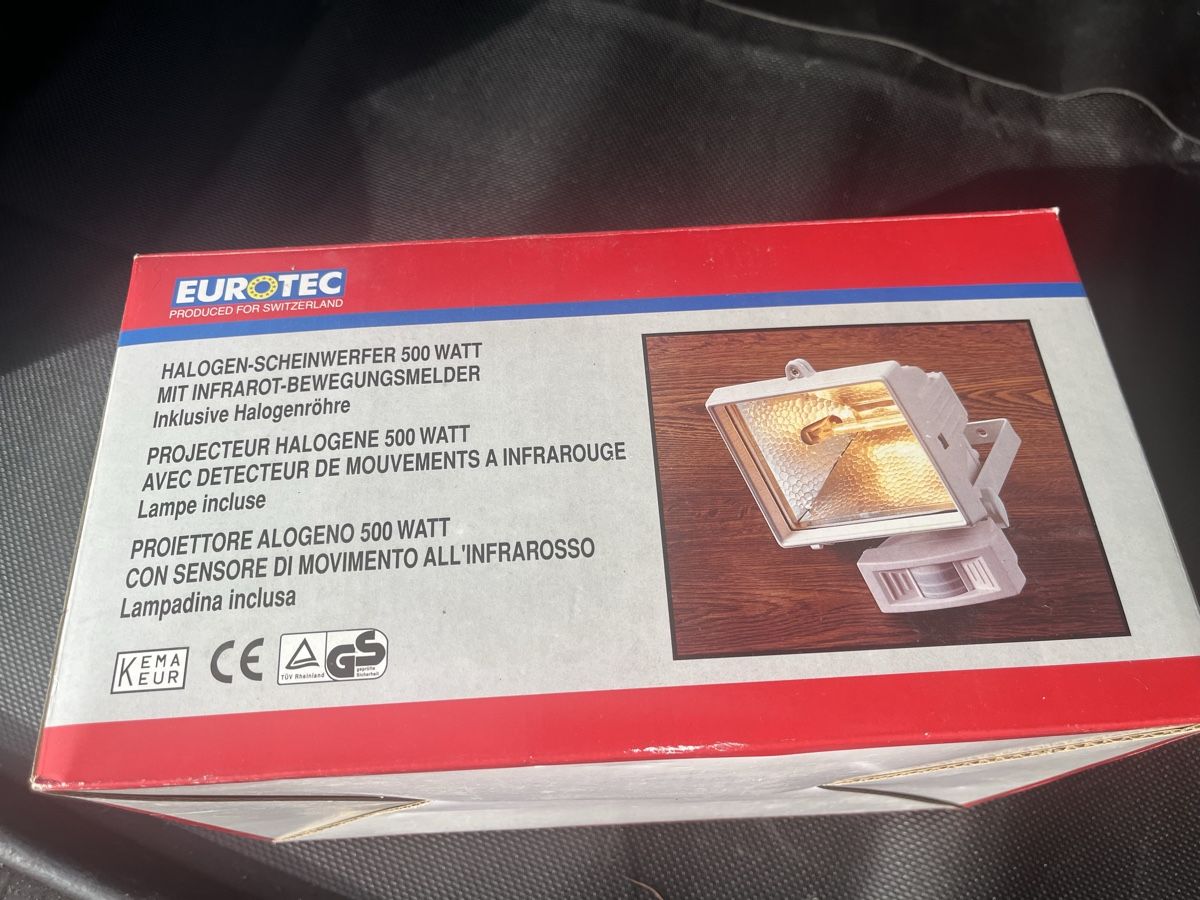 EUROTEC
PRODUCED FOR SWITZERLAND
HALOGEN-SCHEINWERFER 500 WATT
MIT INFRAROT-BEWEGUNGSMELDER
Inklusive Halogenröhre
PROJECTEUR HALOGENE 500 WATT
AVEC DETECTEUR DE MOUVEMENTS A INFRAROUGE
Lampe incluse
PROIETTORE ALOGENO 500 WATT
CON SENSORE DI MOVIMENTO ALL'INFRAROSSO
Lampadina inclusa
KEMA
KEUR
CE
TÜV Rheinland
GS
geprüfte
Sicherheit